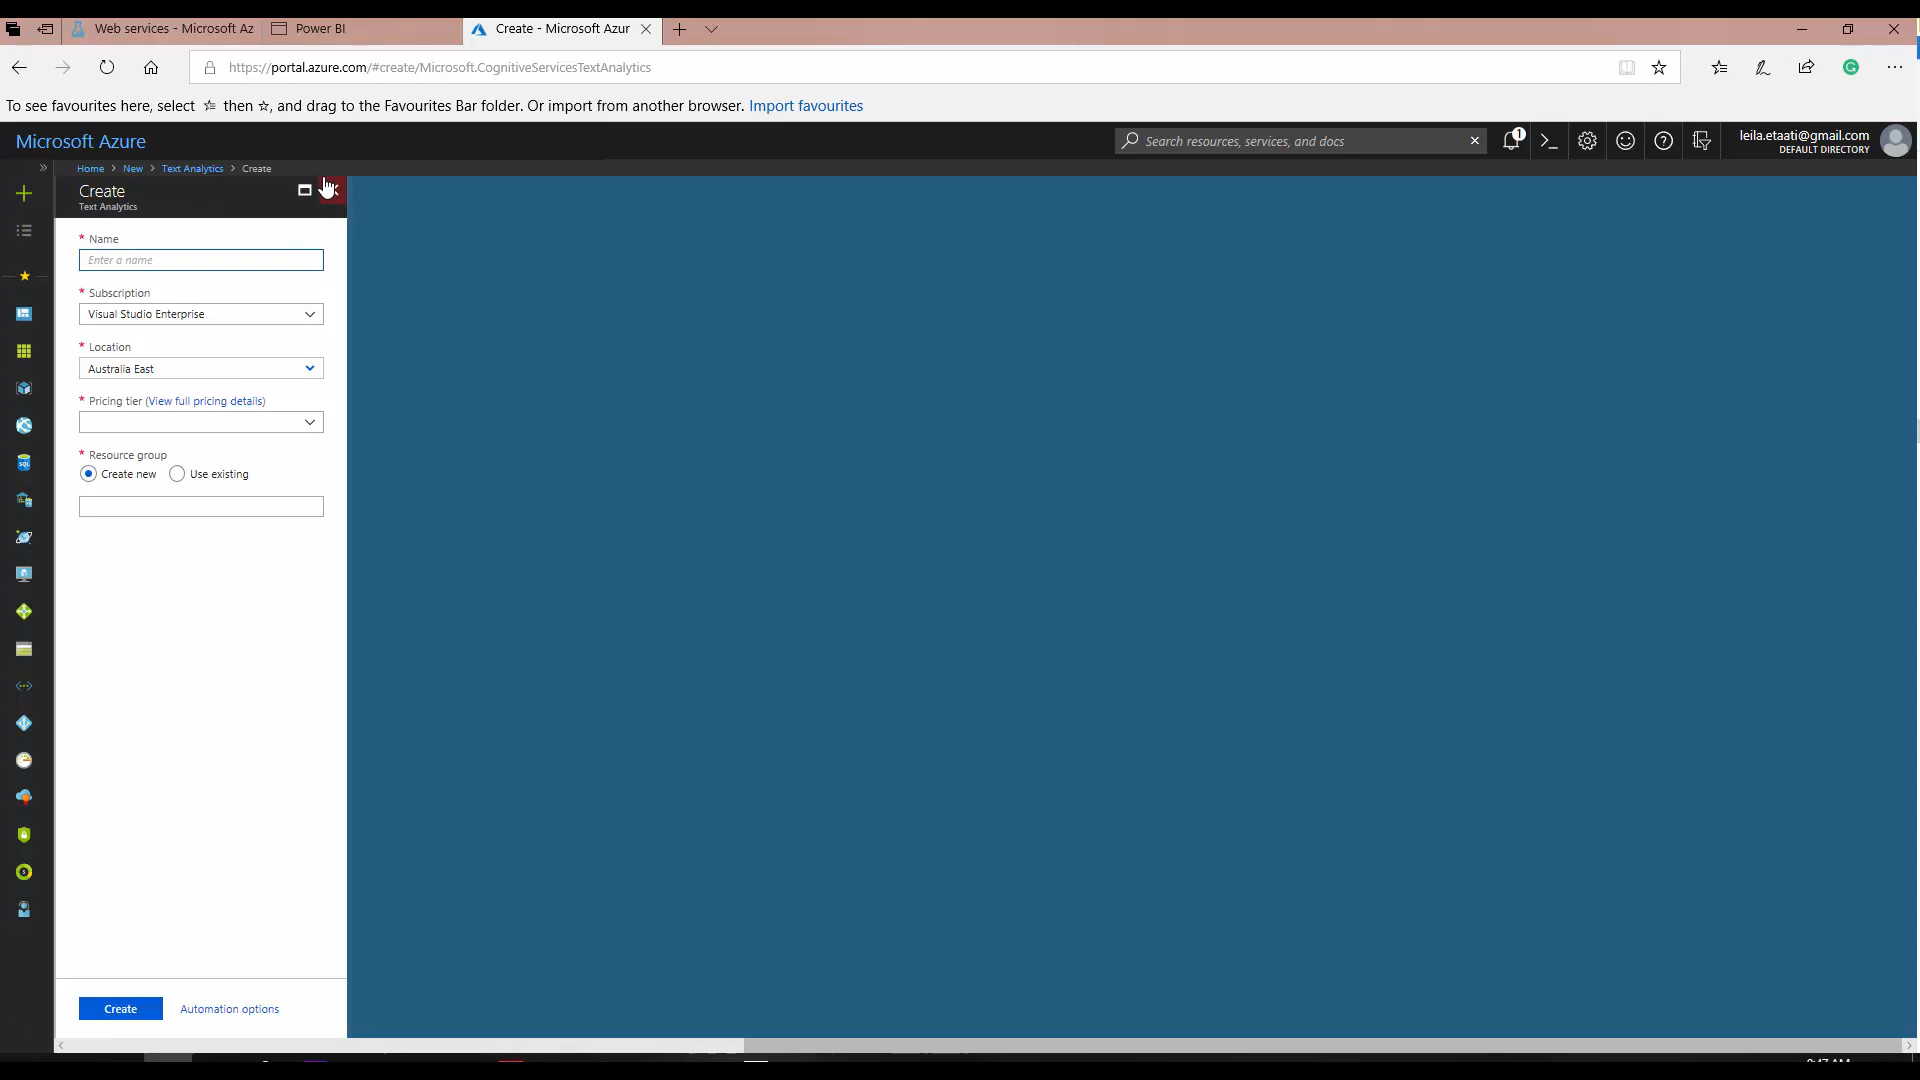 Web services - Microsoft Az
Power BI
Create - Microsoft Azur
https://portal.azure.com/#create/Microsoft.CognitiveServicesTextAnalytics
To see favourites here, select then , and drag to the Favourites Bar folder. Or import from another browser. Import favourites
Microsoft Azure
Search resources, services, and docs
1
leila.etaati@gmail.com
DEFAULT DIRECTORY
Home > New > Text Analytics > Create
Create
Text Analytics
* Name
Enter a name
* Subscription
Visual Studio Enterprise
* Location
Australia East
* Pricing tier (View full pricing details)
* Resource group
Create new
Use existing
SQL
Create
Automation options